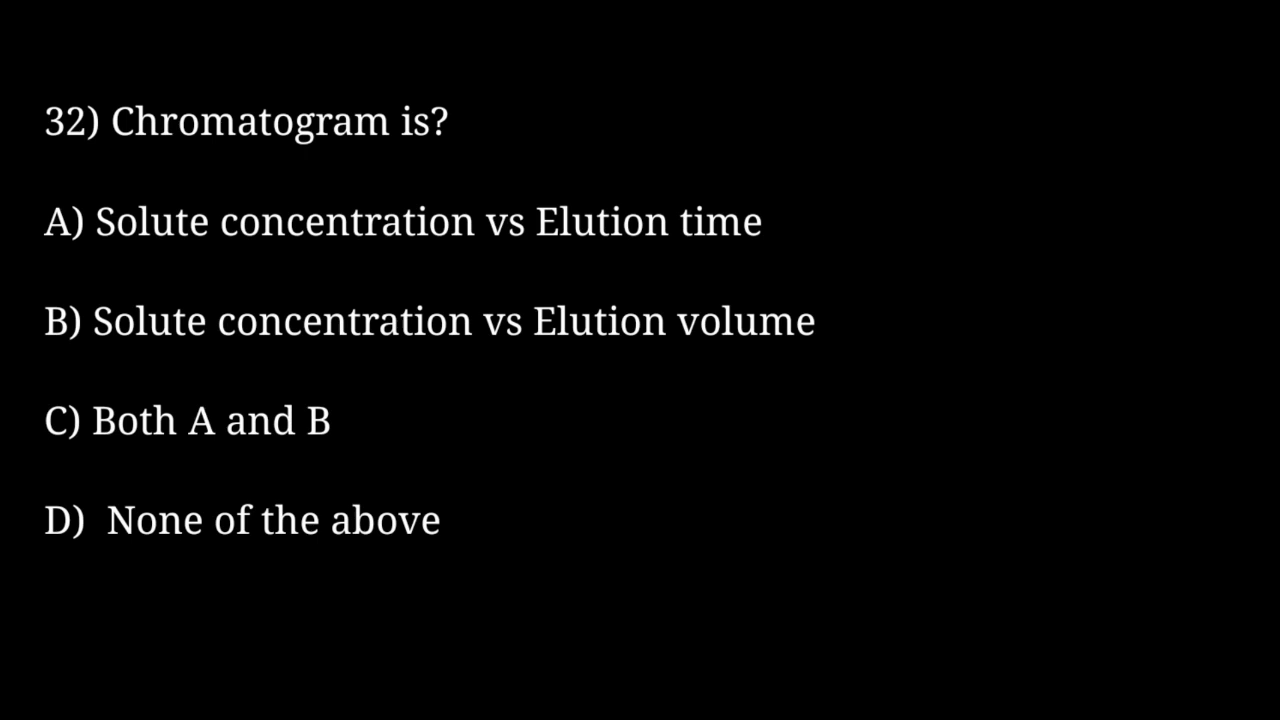 32) Chromatogram is?
A) Solute concentration vs Elution time
B) Solute concentration vs Elution volume
C) Both A and B
D) None of the above